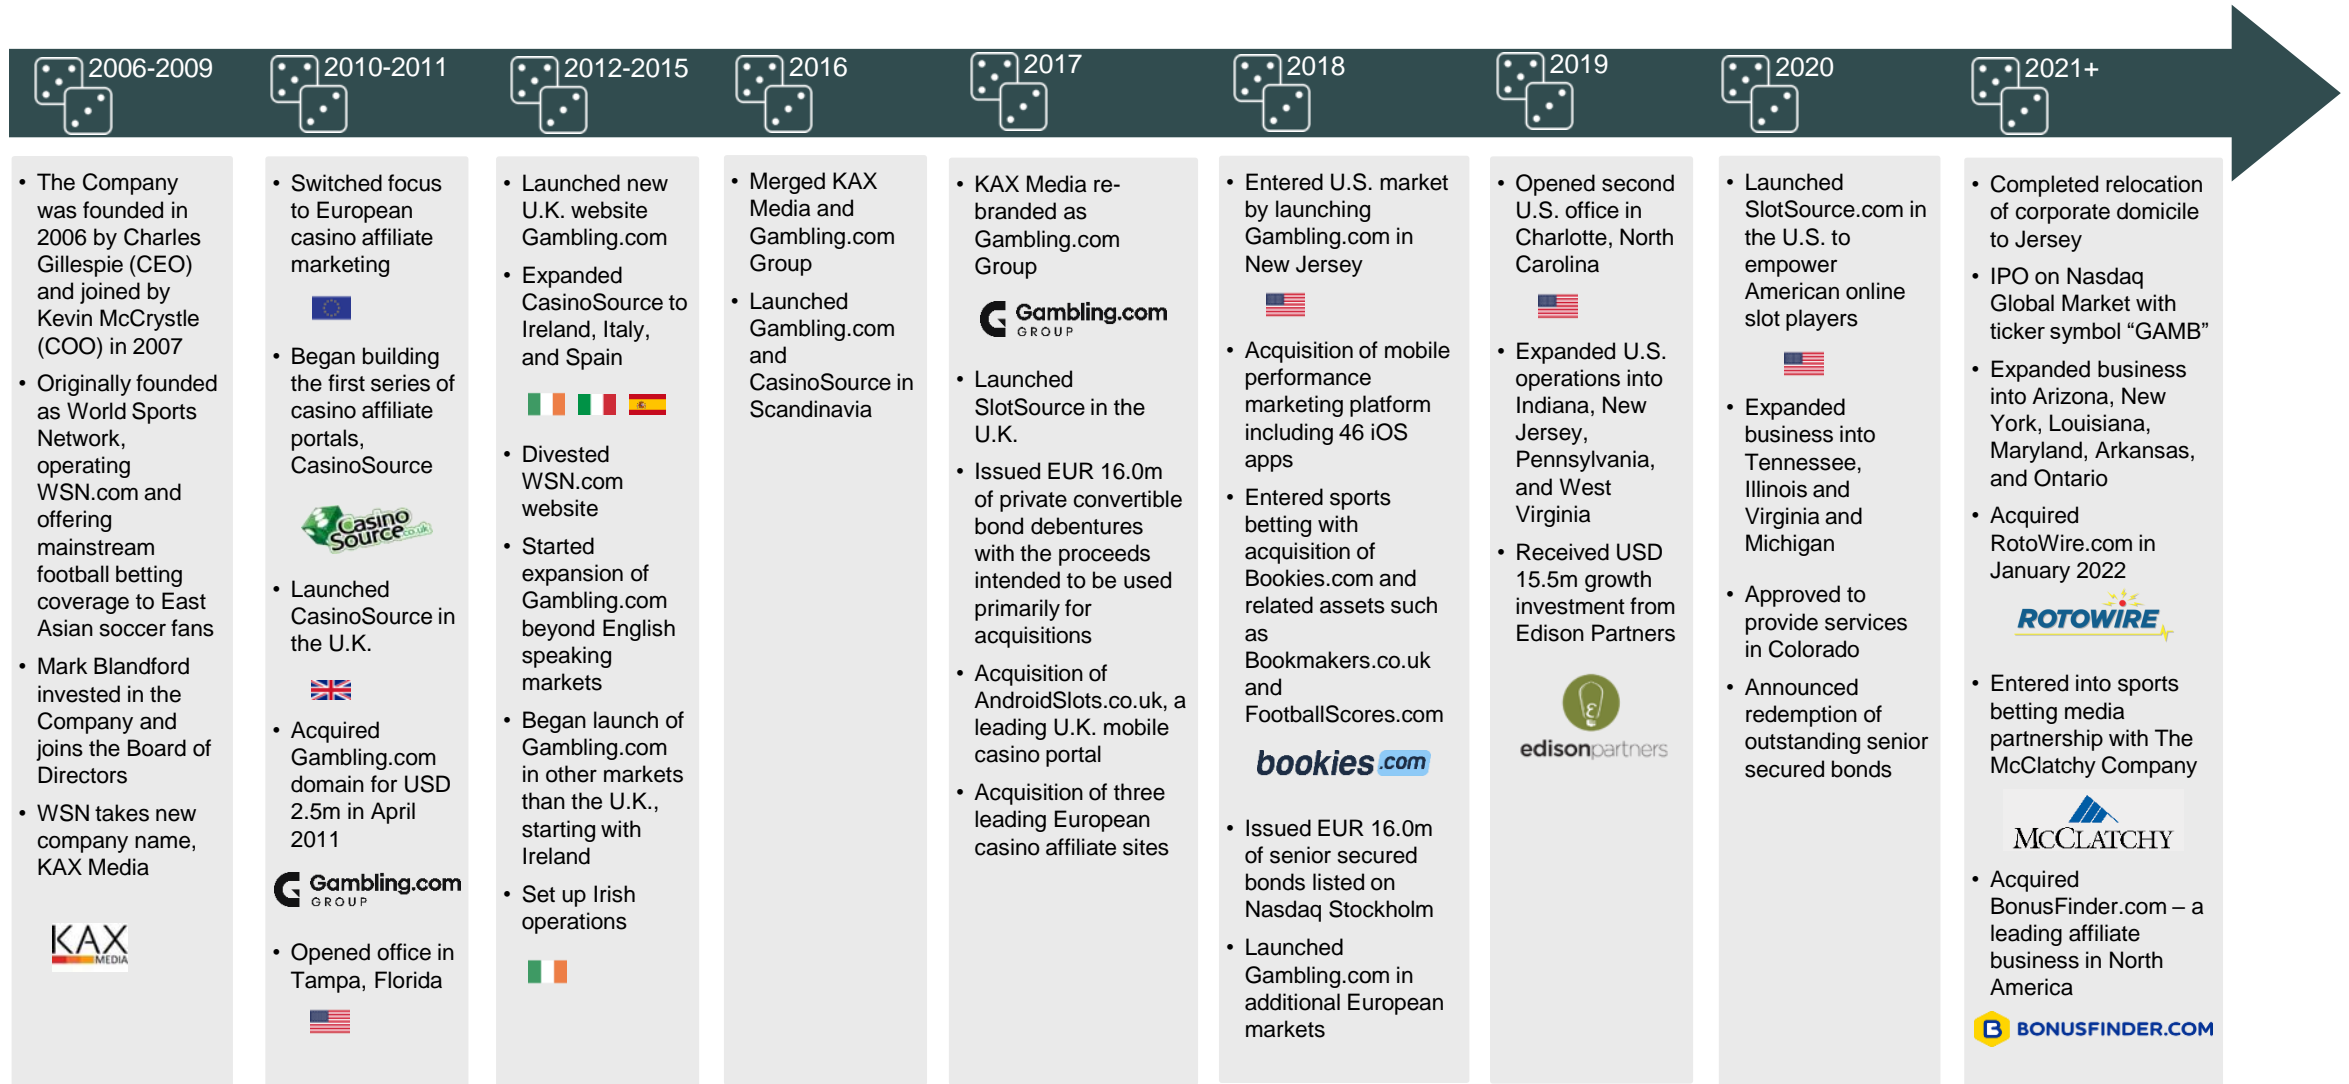 2006-2009
2010-2011
2012-2015
2016
2017
2018
2019
2020
2021+
• The Company
was founded in
2006 by Charles
Gillespie (CEO)
and joined by
Kevin McCrystle
(COO) in 2007
• Originally founded
as World Sports
Network,
operating
WSN.com and
offering
mainstream
football betting
coverage to East
Asian soccer fans
• Mark Blandford
invested in the
Company and
joins the Board of
Directors
• WSN takes new
company name,
KAX Media
KAX
MEDIA
• Switched focus
to European
casino affiliate
marketing
• Began building
the first series of
casino affiliate
portals,
CasinoSource
Casino
Source.co.uk
• Launched
CasinoSource in
the U.K.
• Acquired
Gambling.com
domain for USD
2.5m in April
2011
Gambling.com
GROUP
• Opened office in
Tampa, Florida
• Launched new
U.K. website
Gambling.com
• Expanded
CasinoSource to
Ireland, Italy,
and Spain
• Divested
WSN.com
website
• Started
expansion of
Gambling.com
beyond English
speaking
markets
• Began launch of
Gambling.com
in other markets
than the U.K.,
starting with
Ireland
• Set up Irish
operations
• Merged KAX
Media and
Gambling.com
Group
• Launched
Gambling.com
and
CasinoSource in
Scandinavia
• KAX Media re-
branded as
Gambling.com
Group
Gambling.com
GROUP
• Launched
SlotSource in the
U.K.
• Issued EUR 16.0m
of private convertible
bond debentures
with the proceeds
intended to be used
primarily for
acquisitions
• Acquisition of
AndroidSlots.co.uk, a
leading U.K. mobile
casino portal
• Acquisition of three
leading European
casino affiliate sites
• Entered U.S. market
by launching
Gambling.com in
New Jersey
• Acquisition of mobile
performance
marketing platform
including 46 iOS
apps
• Entered sports
betting with
acquisition of
Bookies.com and
related assets such
as
Bookmakers.co.uk
and
FootballScores.com
bookies.com
• Issued EUR 16.0m
of senior secured
bonds listed on
Nasdaq Stockholm
• Launched
Gambling.com in
additional European
markets
• Opened second
U.S. office in
Charlotte, North
Carolina
• Expanded U.S.
operations into
Indiana, New
Jersey,
Pennsylvania,
and West
Virginia
• Received USD
15.5m growth
investment from
Edison Partners
edisonpartners
• Launched
SlotSource.com in
the U.S. to
empower
American online
slot players
• Expanded
business into
Tennessee,
Illinois and
Virginia and
Michigan
• Approved to
provide services
in Colorado
• Announced
redemption of
outstanding senior
secured bonds
• Completed relocation
of corporate domicile
to Jersey
• IPO on Nasdaq
Global Market with
ticker symbol “GAMB”
• Expanded business
into Arizona, New
York, Louisiana,
Maryland, Arkansas,
and Ontario
• Acquired
RotoWire.com in
January 2022
ROTOWIRE
• Entered into sports
betting media
partnership with The
McClatchy Company
MCCLATCHY
• Acquired
BonusFinder.com – a
leading affiliate
business in North
America
B BONUSFINDER.COM